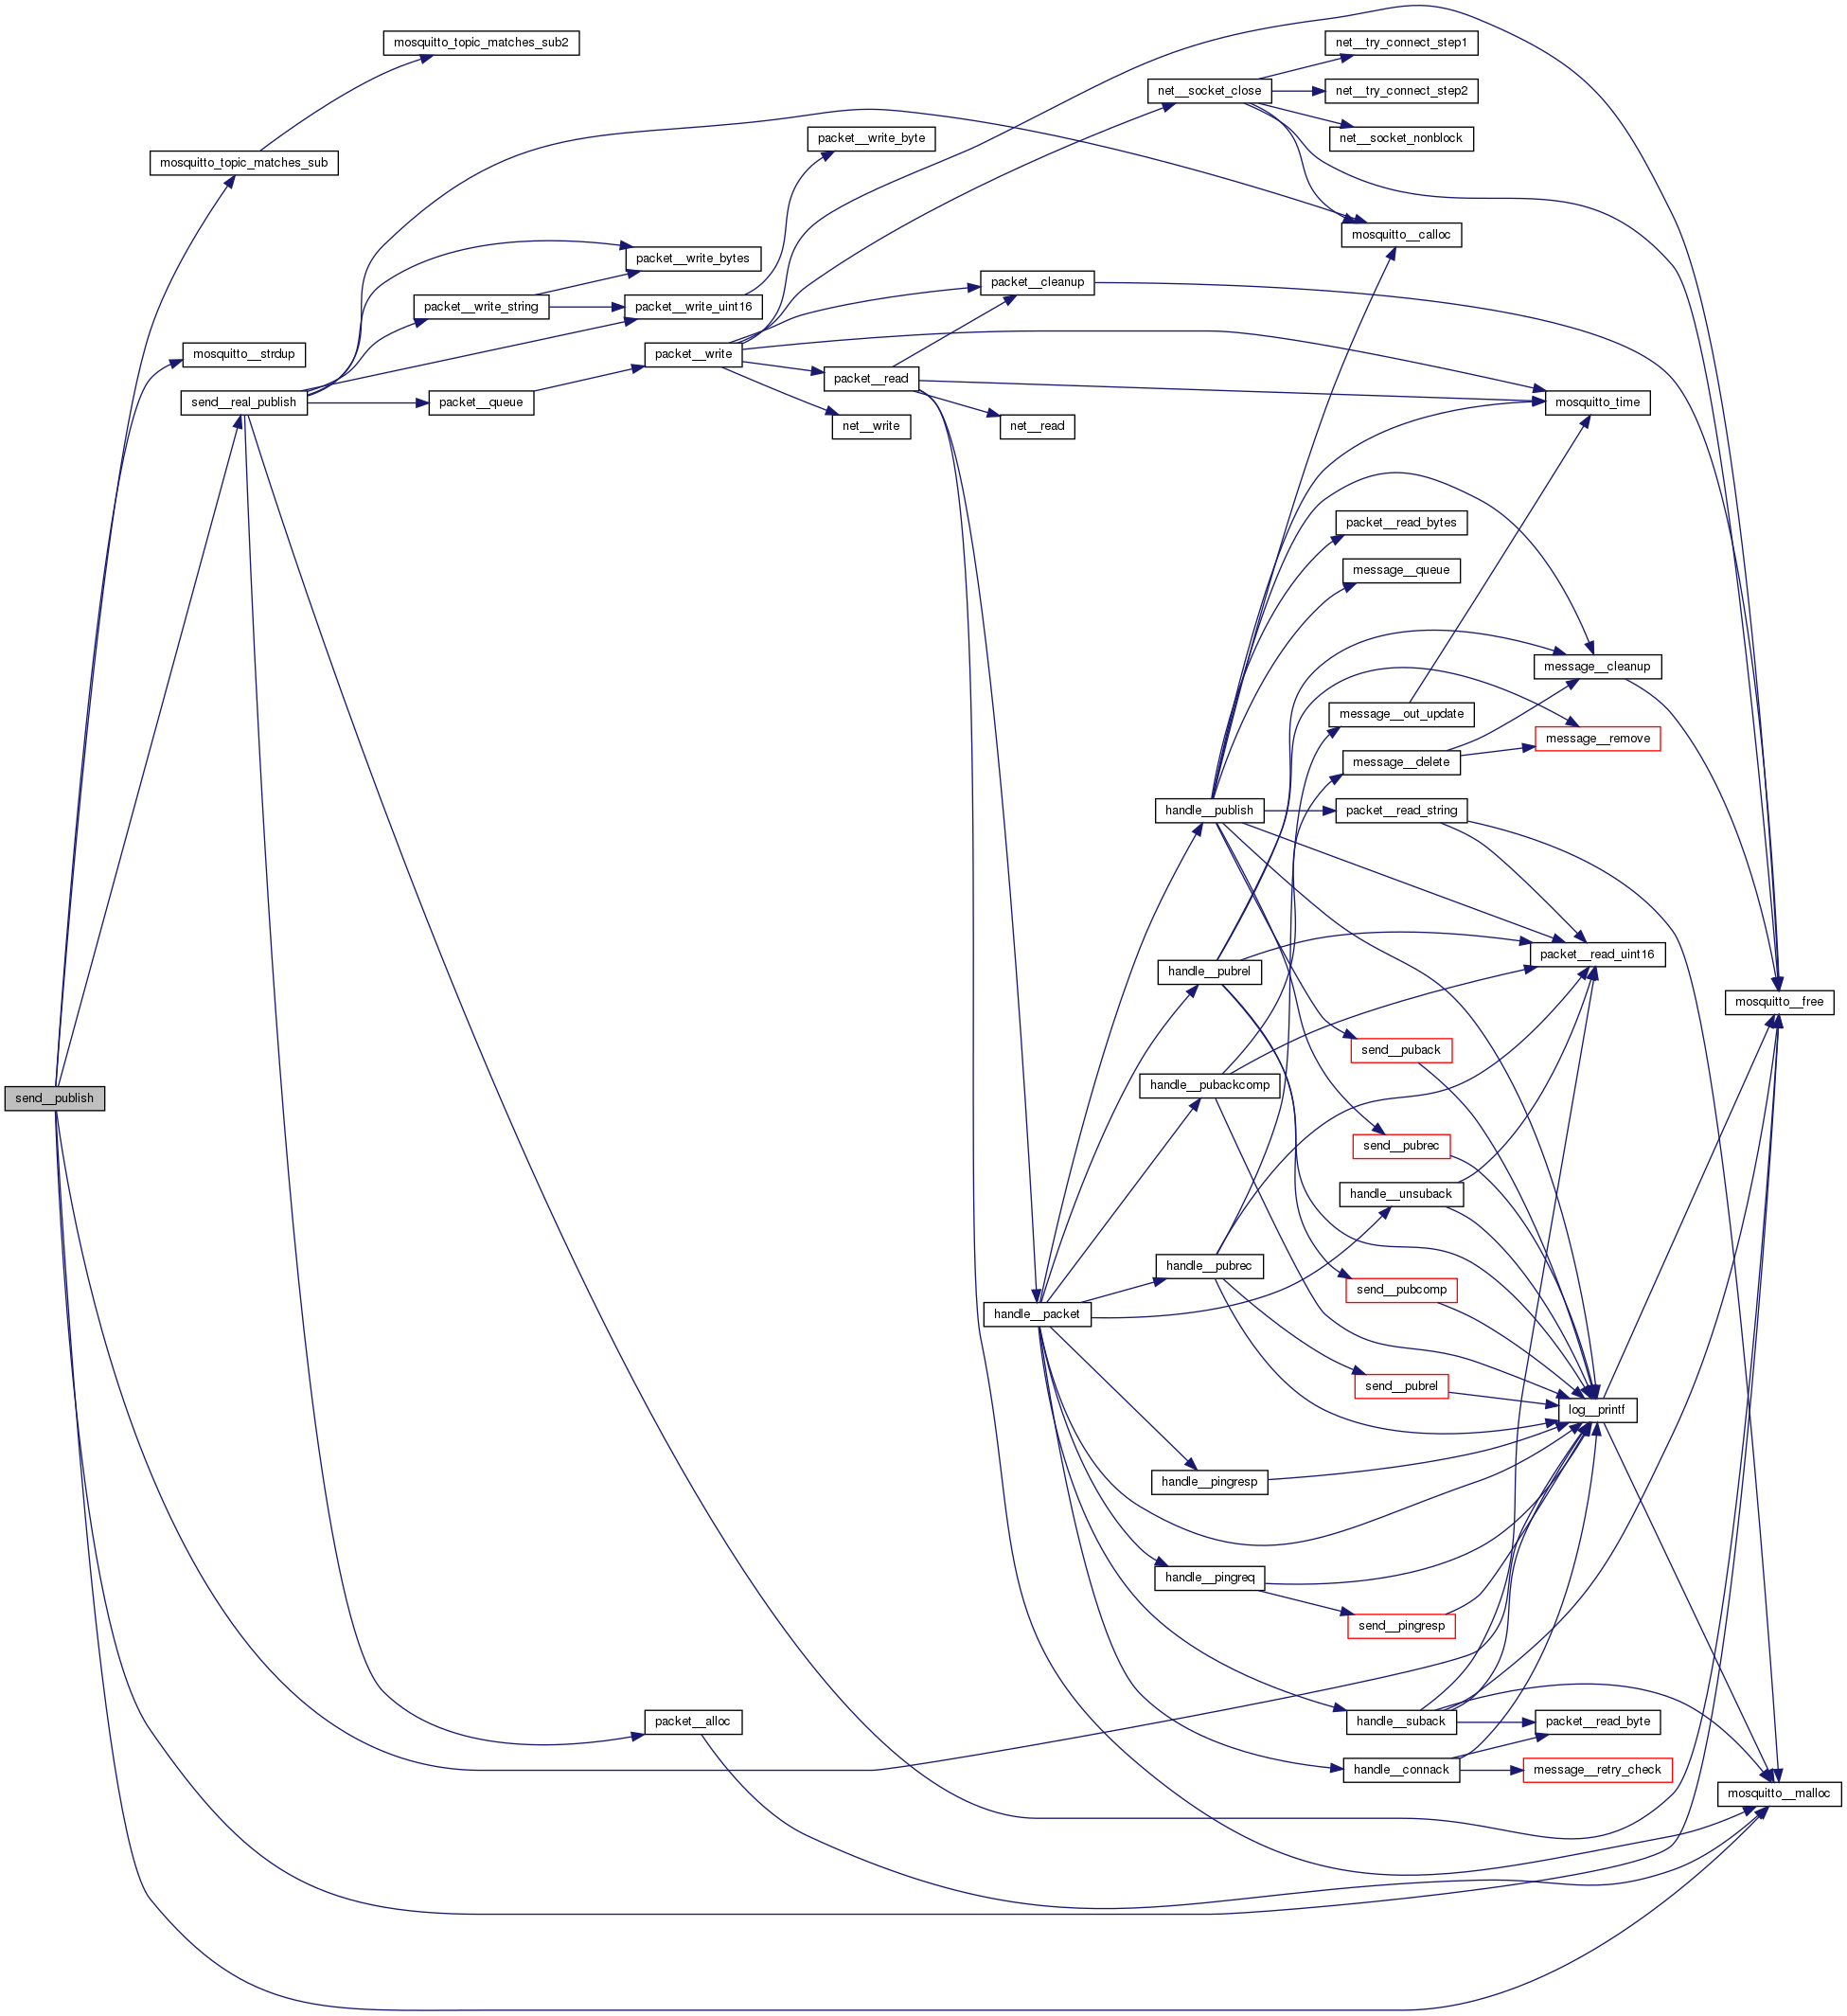 mosquitto_topic_matches_sub2
net__try_connect_step1
net__socket_close
net__try_connect_step2
packet__write_byte
net__socket_nonblock
mosquitto_topic_matches_sub
mosquitto__calloc
packet__write_bytes
packet__cleanup
packet__write_string
packet__write_uint16
mosquitto__strdup
packet__write
packet__read
send__real_publish
packet__queue
mosquitto_time
net__write
net__read
packet__read_bytes
message__queue
message__cleanup
message__out_update
message__remove
message__delete
handle__publish
packet__read_string
packet__read_uint16
handle__pubrel
mosquitto__free
send__puback
handle__pubackcomp
send__publish
send__pubrec
handle__unsuback
handle__pubrec
send__pubcomp
handle__packet
send__pubrel
log__printf
handle__pingresp
handle__pingreq
send__pingresp
packet__alloc
handle__suback
packet__read_byte
handle__connack
message__retry_check
mosquitto__malloc